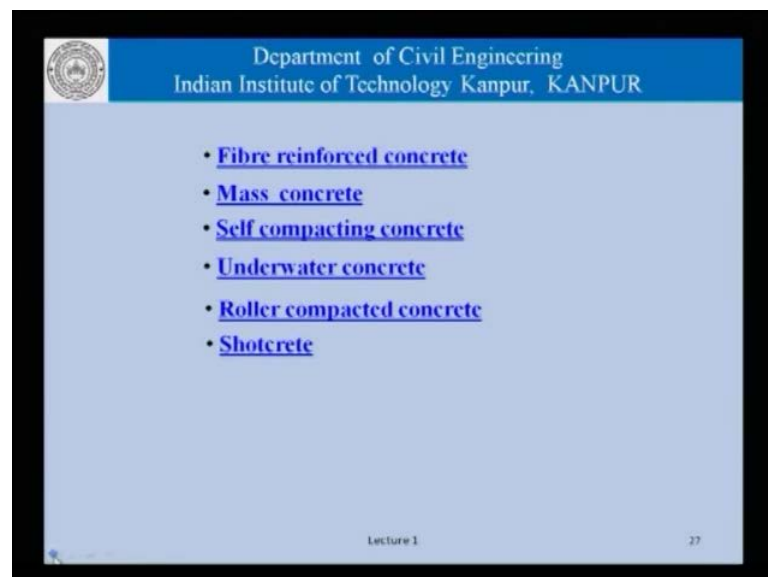 Department of Civil Engineering
Indian Institute of Technology Kanpur, KANPUR
• Fibre reinforced concrete
• Mass concrete
• Self compacting concrete
• Underwater concrete
• Roller compacted concrete
• Shotcrete
Lecture 1
27